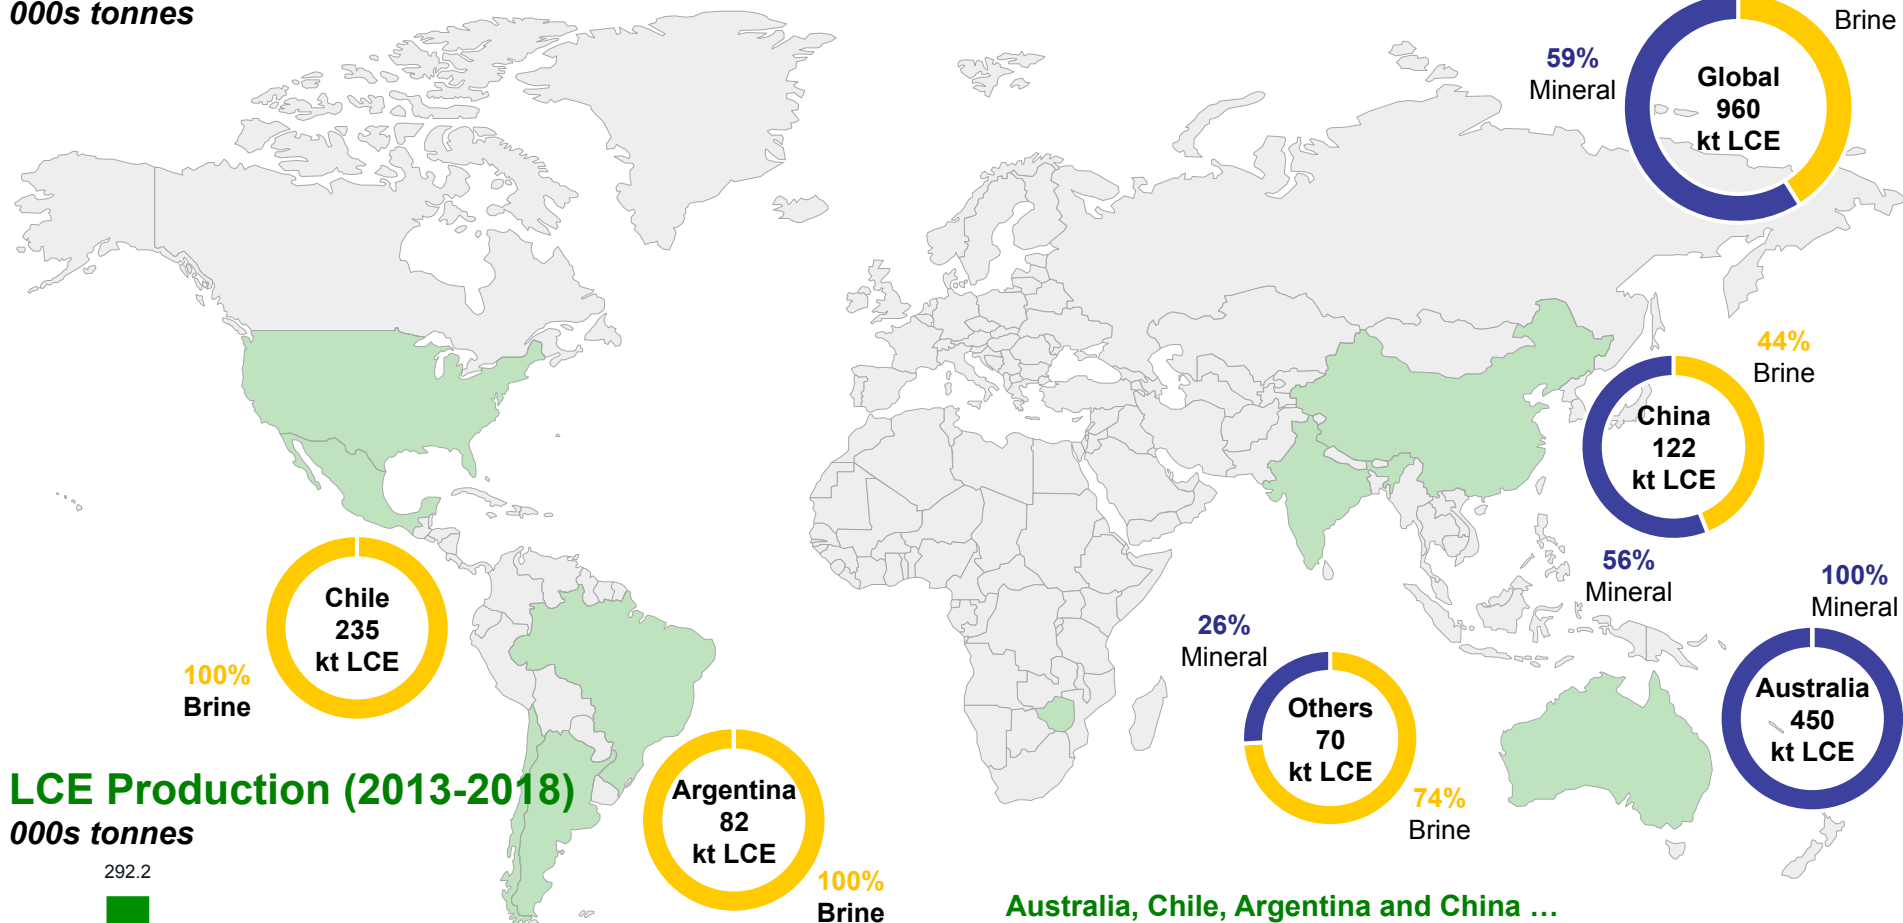 000s tonnes
Brine
59%
Mineral
Global
960
kt LCE
44%
Brine
China
122
kt LCE
56%
Mineral
100%
Mineral
Australia
450
kt LCE
26%
Mineral
Others
70
kt LCE
74%
Brine
Chile
235
kt LCE
100%
Brine
Argentina
82
kt LCE
100%
Brine
LCE Production (2013-2018)
000s tonnes
292.2
Australia, Chile, Argentina and China ...